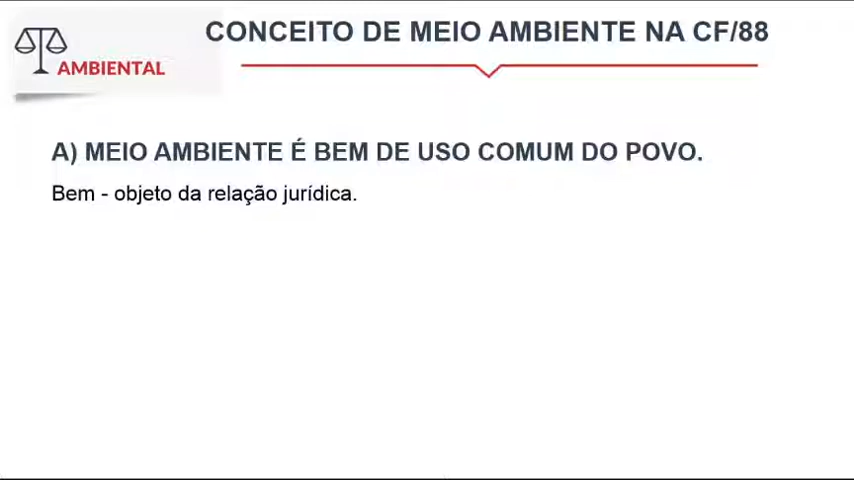 CONCEITO DE MEIO AMBIENTE NA CF/88
AMBIENTAL
A) MEIO AMBIENTE É BEM DE USO COMUM DO POVO.
Bem - objeto da relação jurídica.